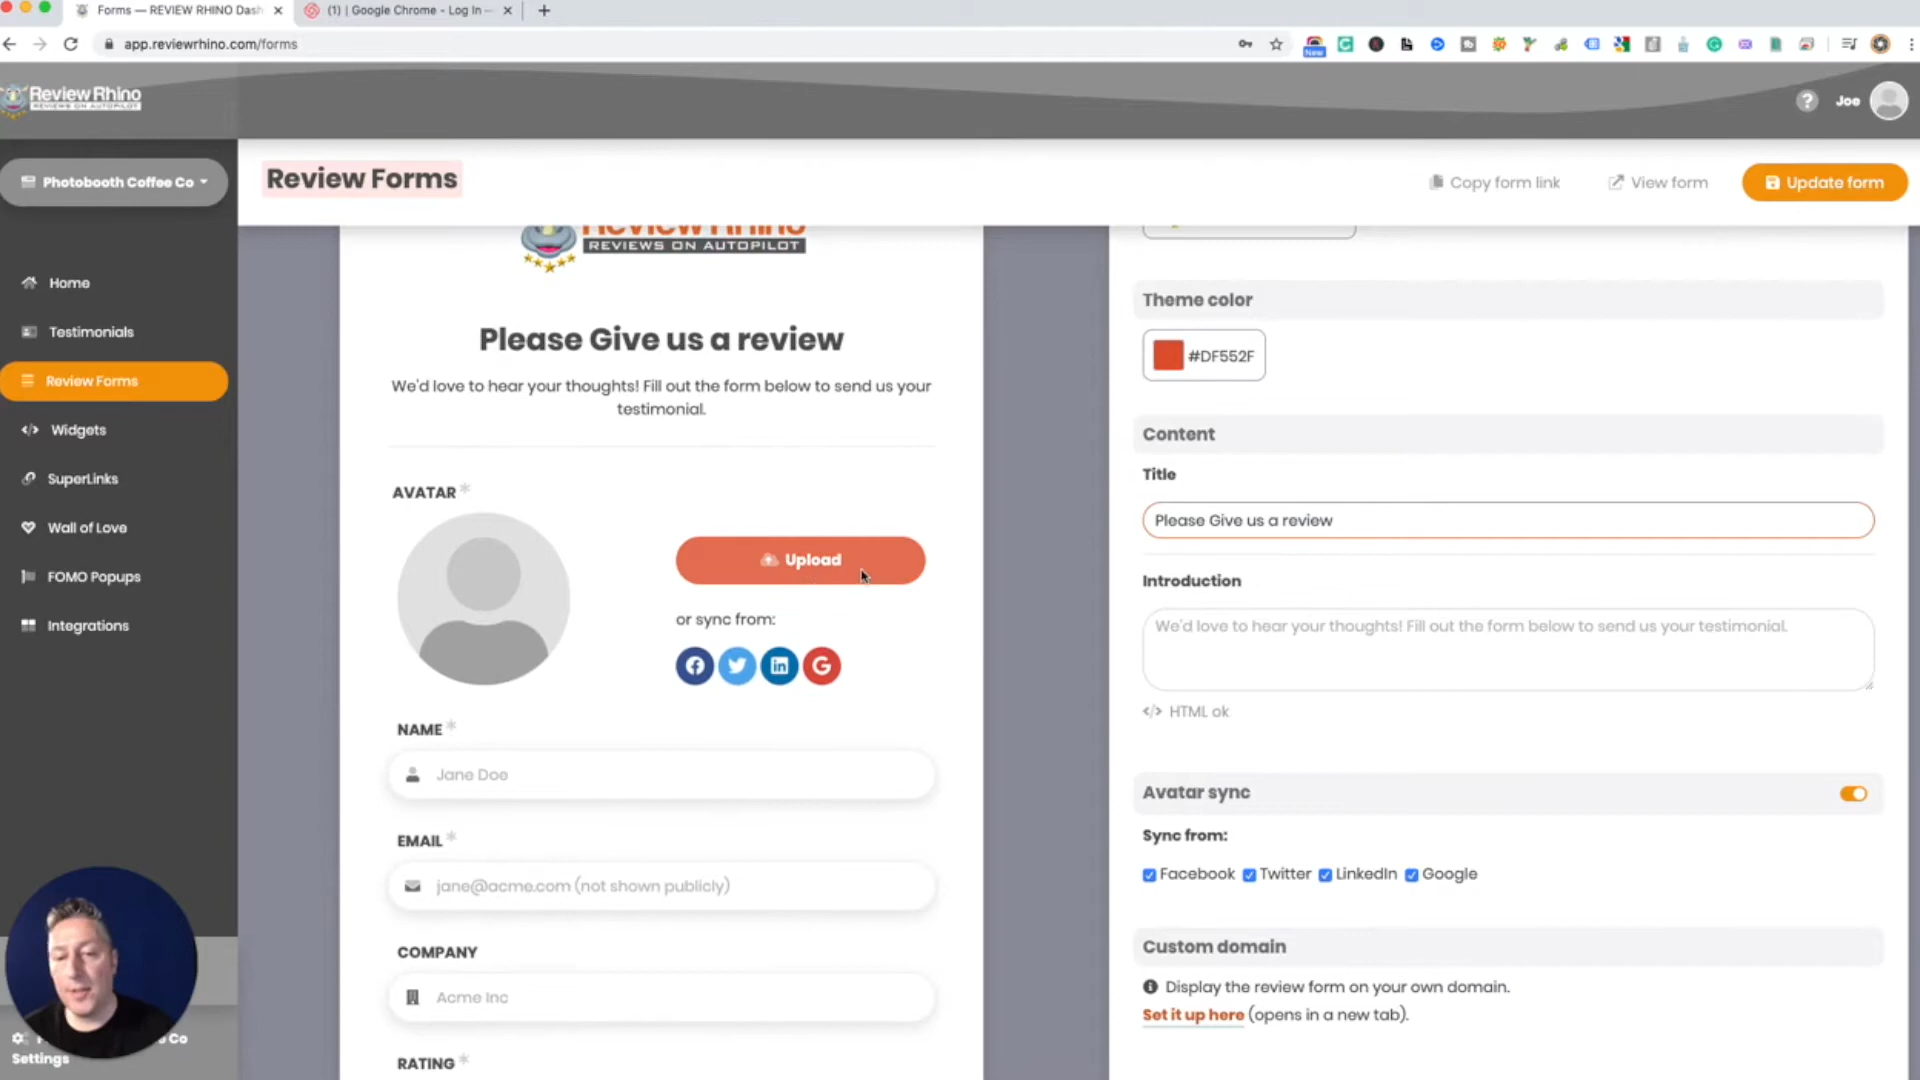 Forms — REVIEW RHINO Dash
(1) | Google Chrome - Log In —
app.reviewrhino.com/forms
New
Review Rhino
REVIEWS ON AUTOPILOT
Joe
Photobooth Coffee Co
Review Forms
Copy form link
View form
Update form
Home
Testimonials
Review Forms
Widgets
SuperLinks
Wall of Love
FOMO Popups
Integrations
Co
Settings
REVIEW RHINO
REVIEWS ON AUTOPILOT
Please Give us a review
We'd love to hear your thoughts! Fill out the form below to send us your
testimonial.
AVATAR *
Upload
or sync from:
NAME *
Jane Doe
EMAIL *
jane@acme.com (not shown publicly)
COMPANY
Acme Inc
RATING *
Theme color
#DF552F
Content
Title
Please Give us a review
Introduction
We'd love to hear your thoughts! Fill out the form below to send us your testimonial.
</> HTML ok
Avatar sync
Sync from:
Facebook Twitter LinkedIn Google
Custom domain
Display the review form on your own domain.
Set it up here (opens in a new tab).